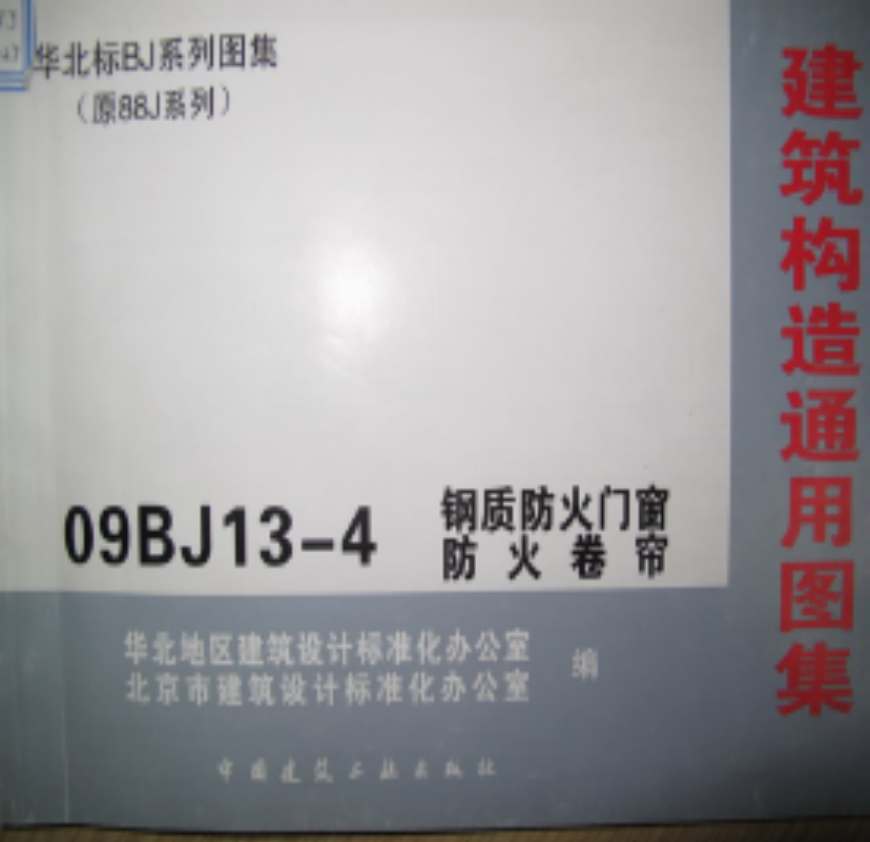 华北标BJ系列图集
（原88J系列）
建筑构造通用图集
09BJ13-4
钢质防火门窗
防火卷帘
华北地区建筑设计标准化办公室
北京市建筑设计标准化办公室
编
中国建筑工业出版社